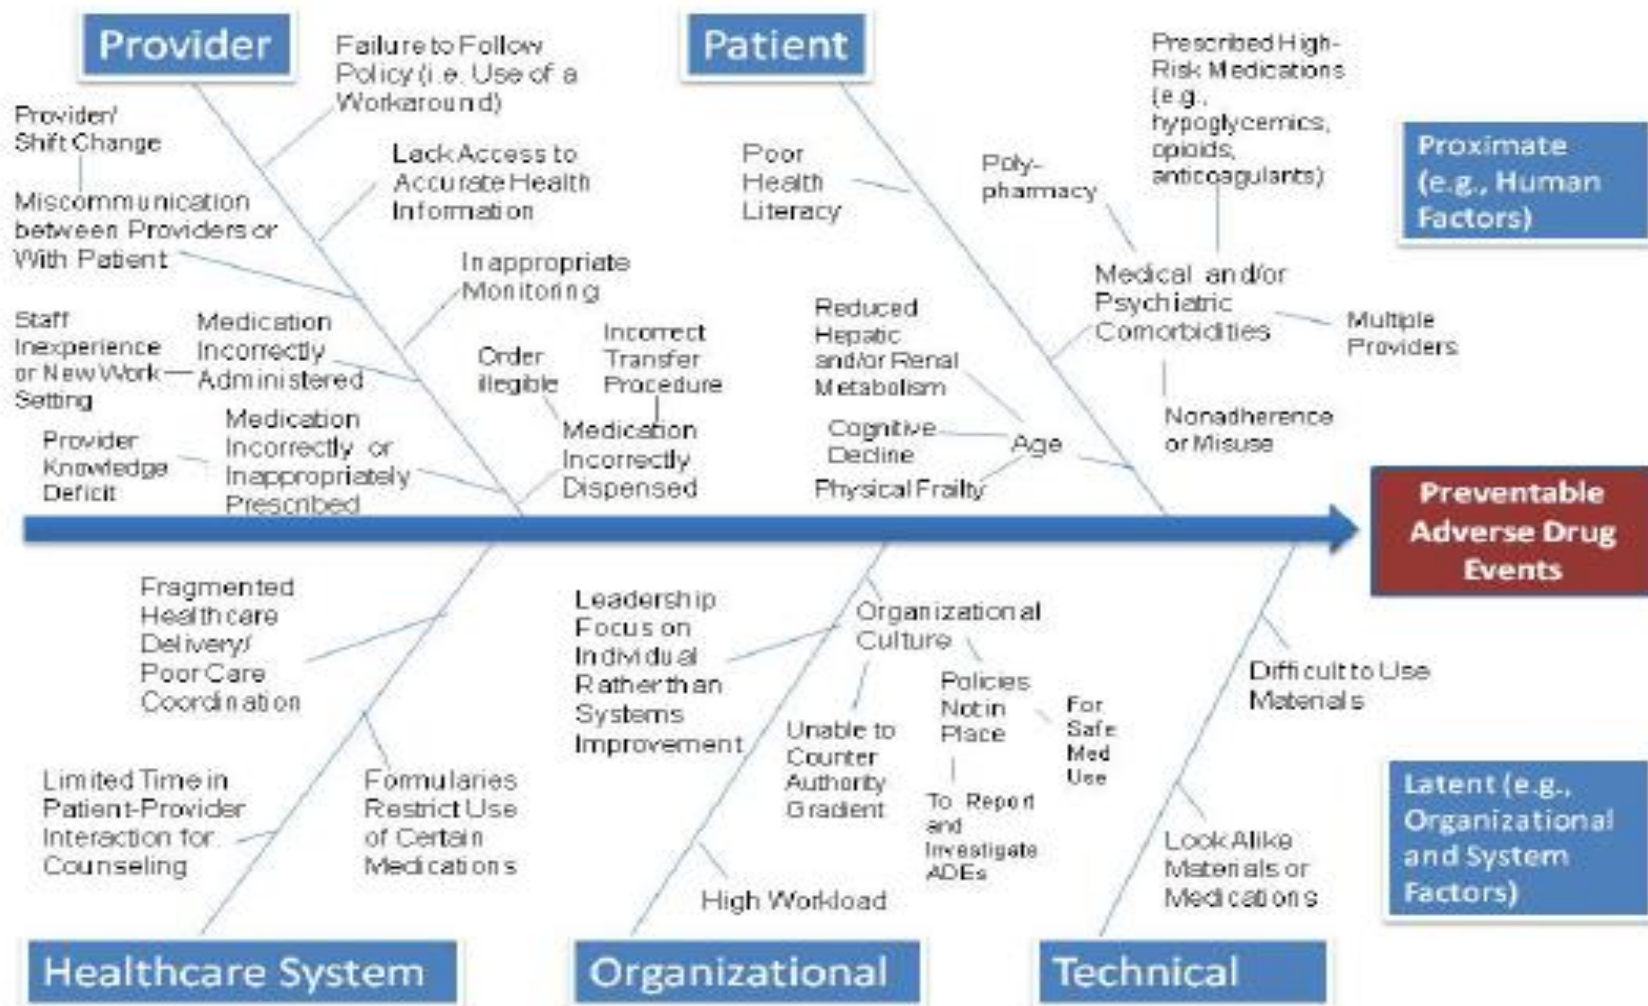 Provider
Failure to Follow
Policy (i.e. Use of a
Workaround)
Provider/
Shift Change
Lack Access to
Accurate Health
Information
Miscommunication
between Providers or
With Patient
Inappropriate
Monitoring
Staff
Inexperience
or New Work
Setting
Medication
Incorrectly
Administered
Order
illegible
Incorrect
Transfer
Procedure
Provider
Knowledge
Deficit
Medication
Incorrectly or
Inappropriately
Prescribed
Medication
Incorrectly
Dispensed
Patient
Poor
Health
Literacy
Poly-
pharmacy
Prescribed High-
Risk Medications
(e.g.,
hypoglycemics,
opioids,
anticoagulants)
Medical and/or
Psychiatric
Comorbidities
Multiple
Providers
Nonadherence
or Misuse
Reduced
Hepatic
and/or Renal
Metabolism
Cognitive
Decline
Physical Frailty
Age
Proximate
(e.g., Human
Factors)
Preventable
Adverse Drug
Events
Fragmented
Healthcare
Delivery/
Poor Care
Coordination
Limited Time in
Patient-Provider
Interaction for
Counseling
Formularies
Restrict Use
of Certain
Medications
Healthcare System
Leadership
Focus on
Individual
Rather than
Systems
Improvement
Organizational
Culture
Unable to
Counter
Authority
Gradient
Policies
Not in
Place
For
Safe
Med
Use
To Report
and
Investigate
ADEs
High Workload
Organizational
Difficult to Use
Materials
Look Alike
Materials or
Medications
Technical
Latent (e.g.,
Organizational
and System
Factors)